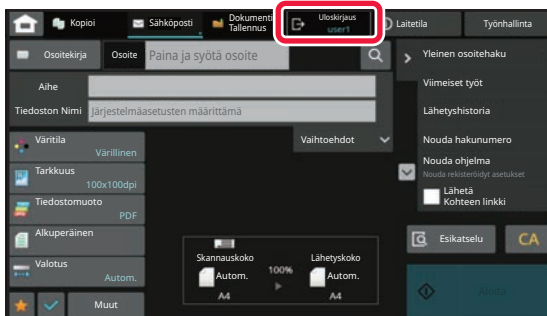 Kopioi
Sähköposti
Dokumenti
Tallennus
Uloskirjaus
user1
Laitetila
Työnhallinta
Osoitekirja
Osoite
Paina ja syötä osoite
Aihe
Tiedoston Nimi
Järjestelmäasetusten määrittämä
Väritila
Värillinen
Tarkkuus
100x100dpi
Tiedostomuoto
PDF
Alkuperäinen
Valotus
Autom.
Muut
Vaihtoehdot
Skannauskoko
Autom.
A4
100%
Lähetyskoko
Autom.
A4
Yleinen osoitehaku
Viimeiset työt
Lähetyshistoria
Nouda hakunumero
Nouda ohjelma
Nouda rekisteröidyt asetukset
Lähetä
Kohteen linkki
Esikatselu
CA